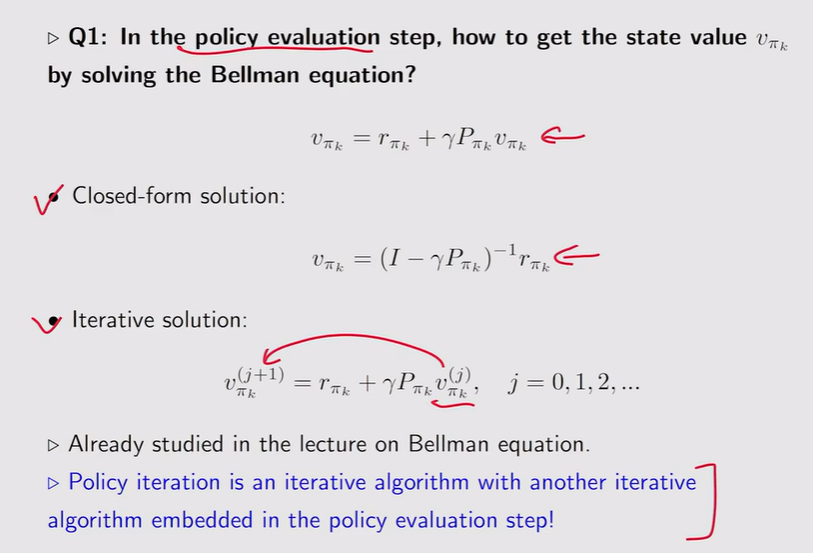 ▷ Q1: In the policy evaluation step, how to get the state value $v_{\pi_k}$
by solving the Bellman equation?
$v_{\pi_k} = r_{\pi_k} + \gamma P_{\pi_k} v_{\pi_k}$
• Closed-form solution:
$v_{\pi_k} = (I - \gamma P_{\pi_k})^{-1} r_{\pi_k}$
• Iterative solution:
$v_{\pi_k}^{(j+1)} = r_{\pi_k} + \gamma P_{\pi_k} v_{\pi_k}^{(j)}, \quad j = 0, 1, 2, ...$
▷ Already studied in the lecture on Bellman equation.
▷ Policy iteration is an iterative algorithm with another iterative
algorithm embedded in the policy evaluation step!